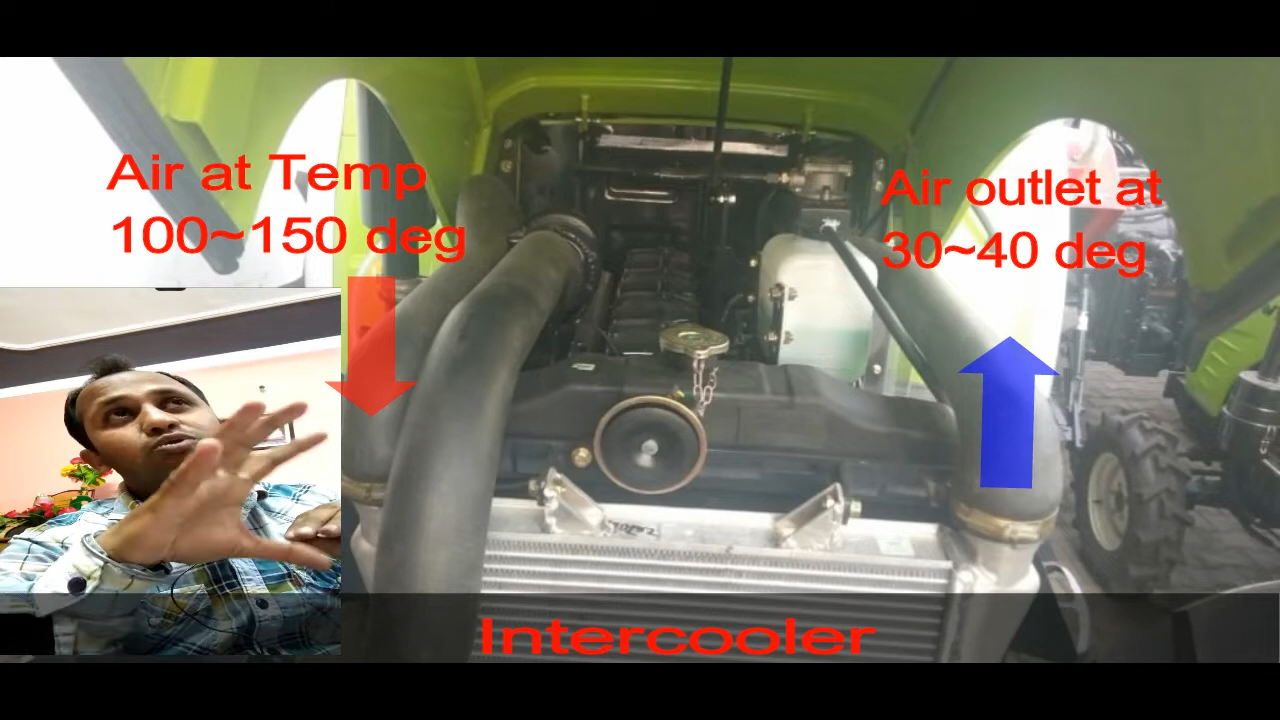 Air at Temp
100~150 deg
Air outlet at
30~40 deg
Intercooler